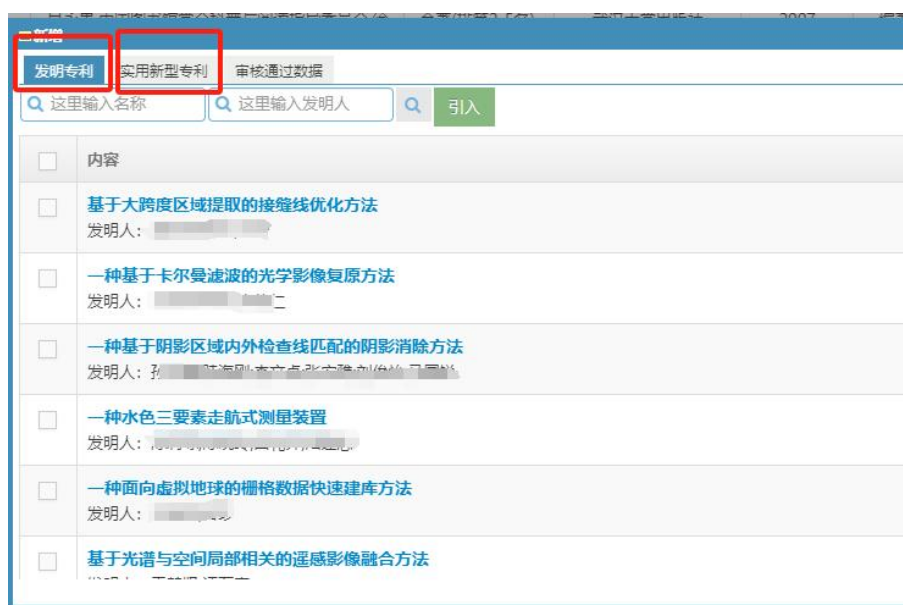 新增
发明专利 实用新型专利 审核通过数据
这里输入名称 这里输入发明人 引入
内容
基于大跨度区域提取的接缝线优化方法
发明人：
一种基于卡尔曼滤波的光学影像复原方法
发明人：
一种基于阴影区域内外检查线匹配的阴影消除方法
发明人：
一种水色三要素走航式测量装置
发明人：
一种面向虚拟地球的栅格数据快速建库方法
发明人：
基于光谱与空间局部相关的遥感影像融合方法